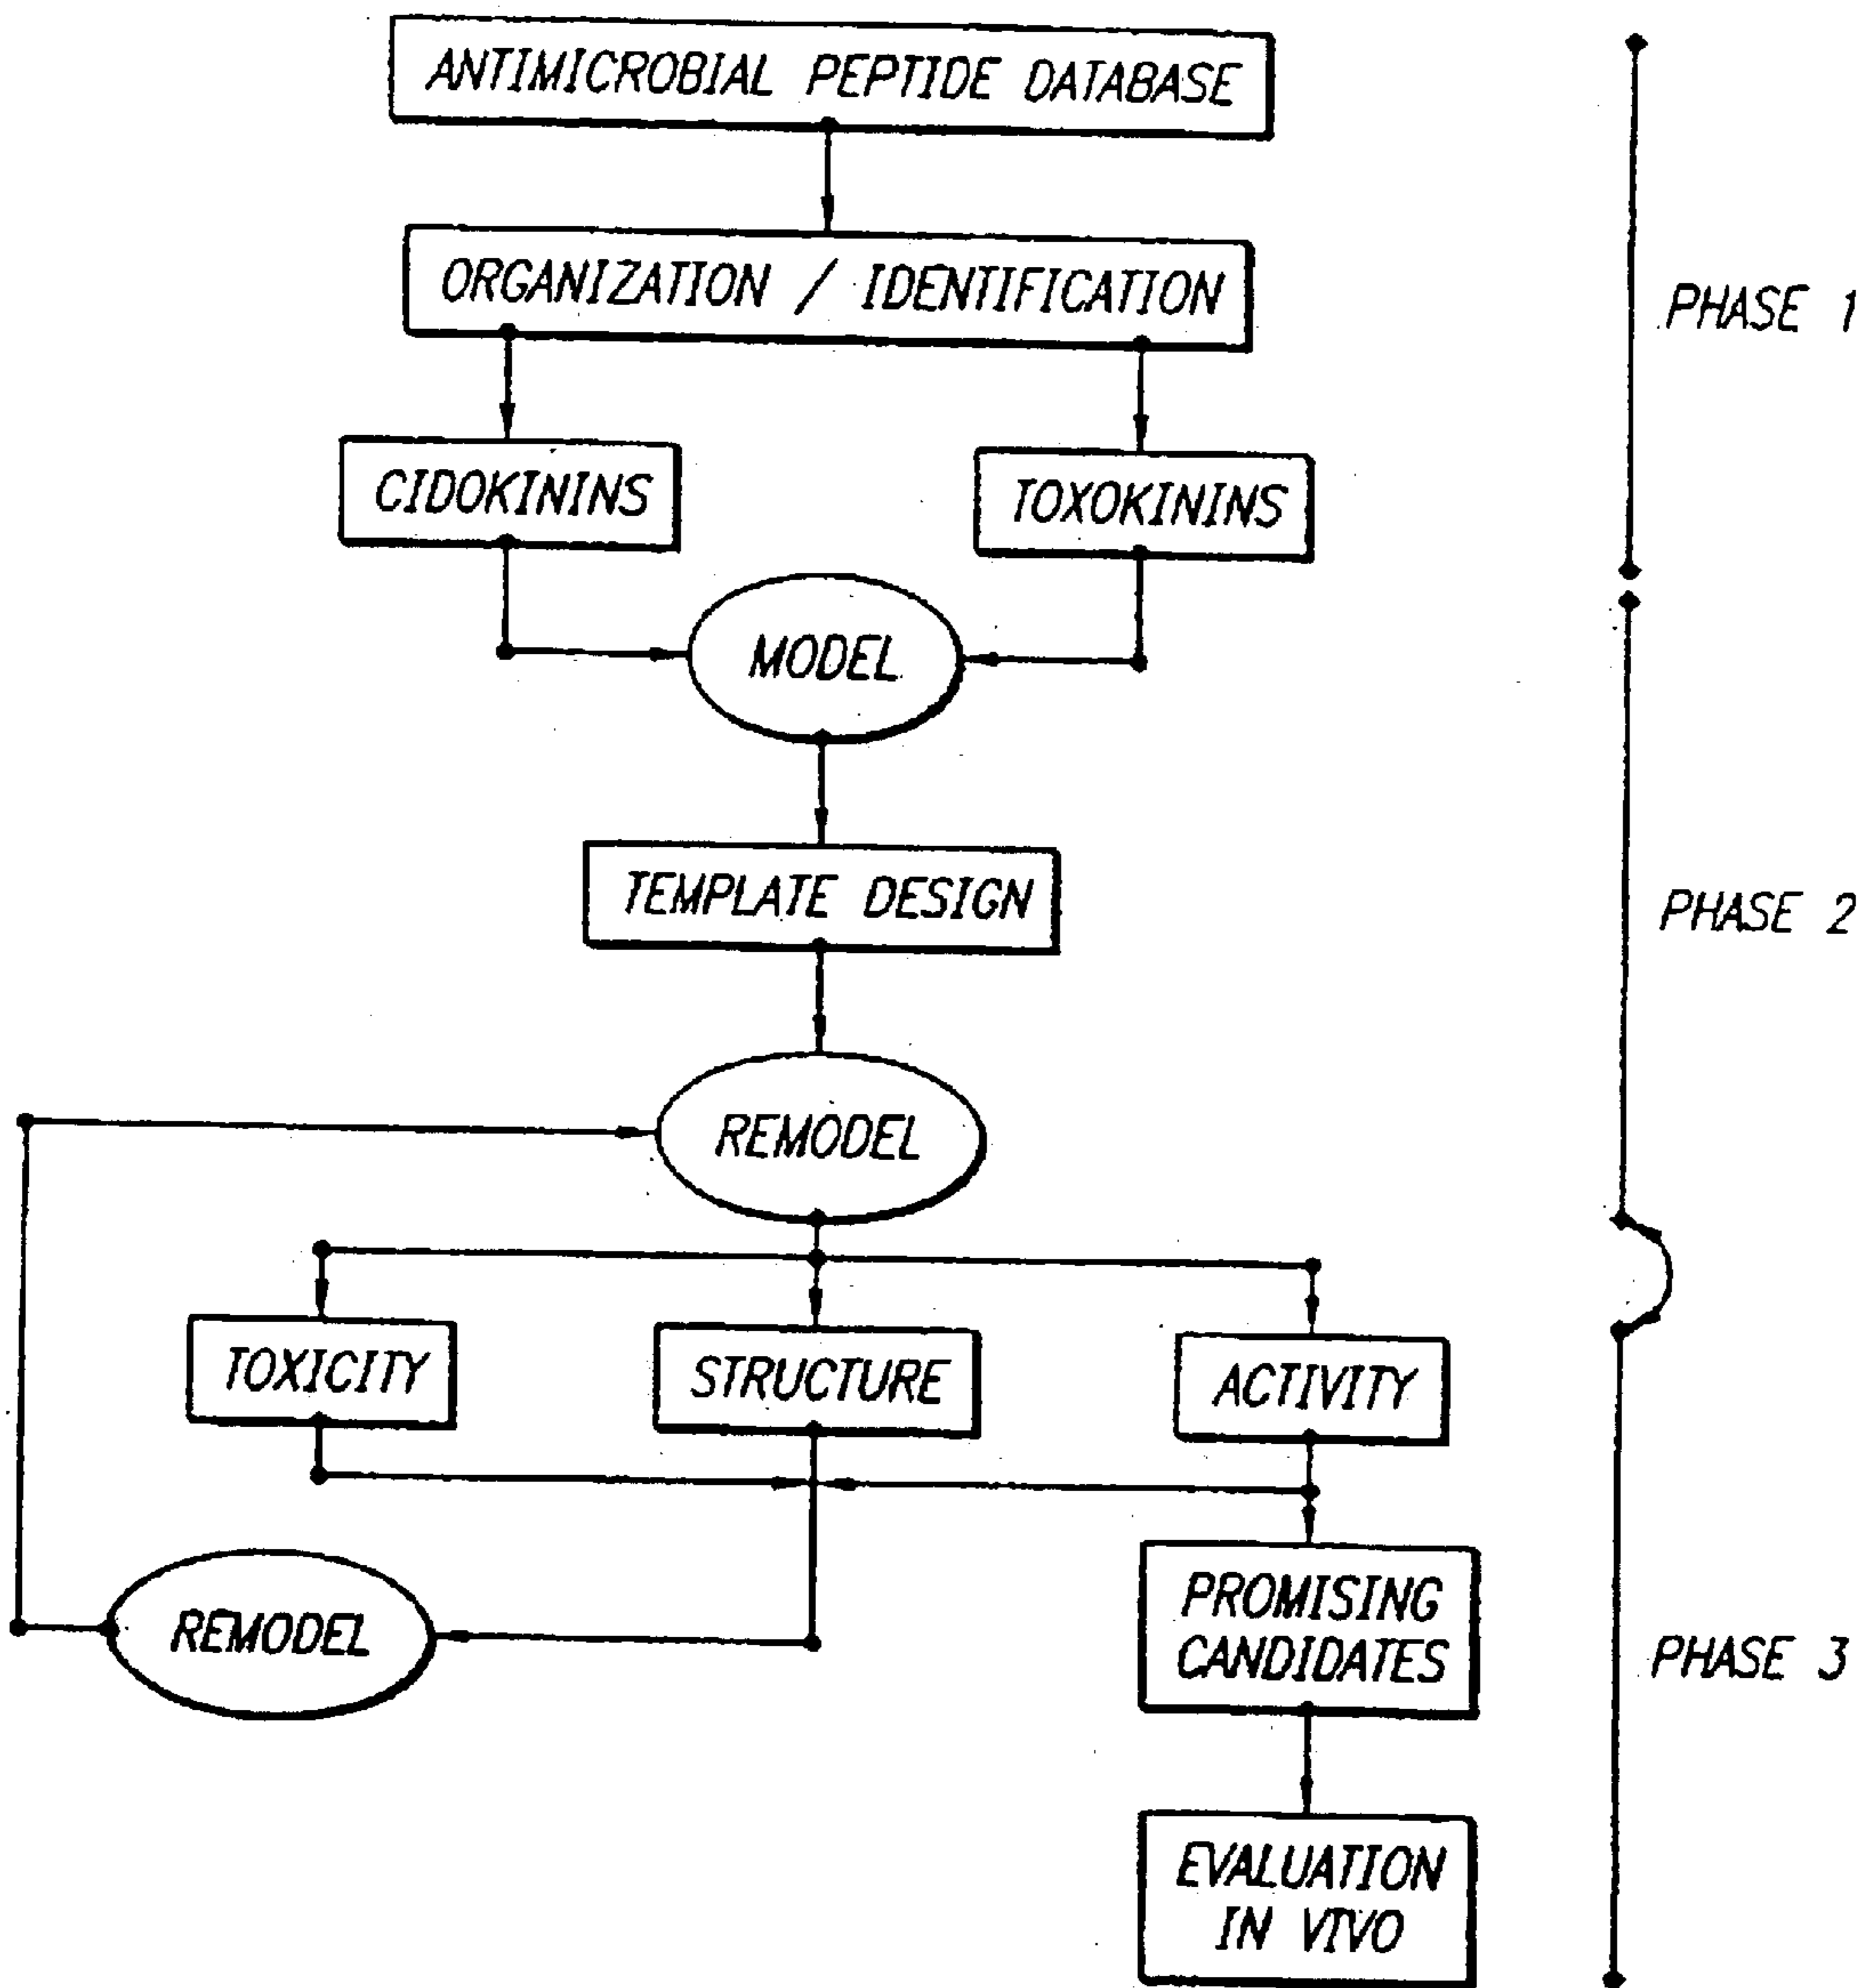 ANTIMICROBIAL PEPTIDE DATABASE
ORGANIZATION / IDENTIFICATION
PHASE 1
CIDOKININS
TOXOKININS
MODEL
TEMPLATE DESIGN
PHASE 2
REMODEL
TOXICITY
STRUCTURE
ACTIVITY
REMODEL
PROMISING
CANDIDATES
PHASE 3
EVALUATION
IN VIVO